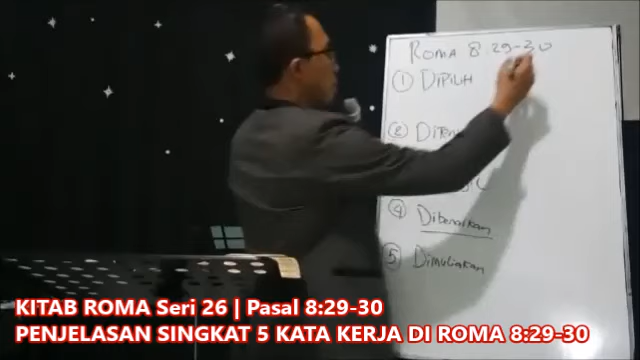 ROMA 8 29-30
① DIPILIH
②
④ Dibenarkan
⑤ Dimuliakan
KITAB ROMA Seri 26 | Pasal 8:29-30
PENJELASAN SINGKAT 5 KATA KERJA DI ROMA 8:29-30